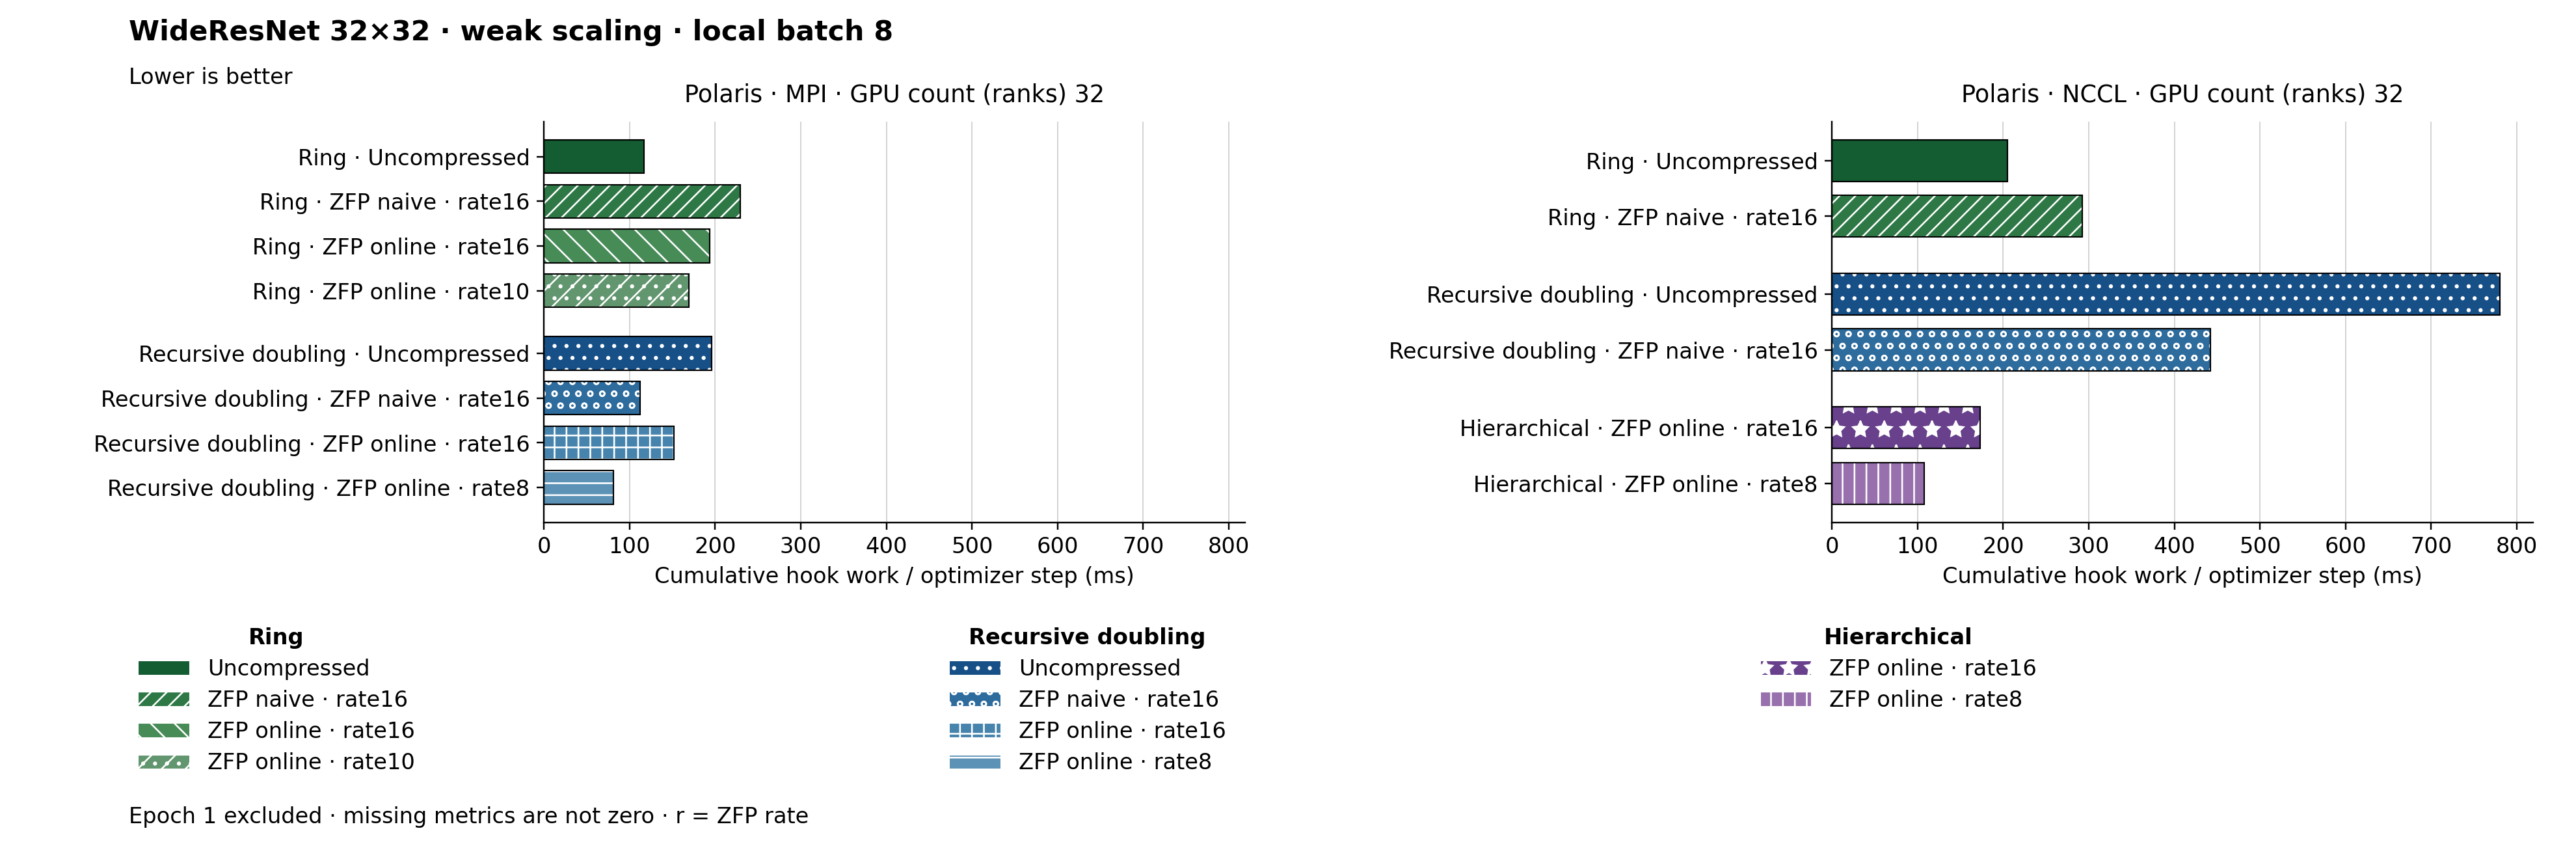 WideResNet 32×32 · weak scaling · local batch 8
Lower is better
Polaris · MPI · GPU count (ranks) 32
Ring · Uncompressed
Ring · ZFP naive · rate16
Ring · ZFP online · rate16
Ring · ZFP online · rate10
Recursive doubling · Uncompressed
Recursive doubling · ZFP naive · rate16
Recursive doubling · ZFP online · rate16
Recursive doubling · ZFP online · rate8
0 100 200 300 400 500 600 700 800
Cumulative hook work / optimizer step (ms)
Polaris · NCCL · GPU count (ranks) 32
Ring · Uncompressed
Ring · ZFP naive · rate16
Recursive doubling · Uncompressed
Recursive doubling · ZFP naive · rate16
Hierarchical · ZFP online · rate16
Hierarchical · ZFP online · rate8
0 100 200 300 400 500 600 700 800
Cumulative hook work / optimizer step (ms)
Ring
Uncompressed
ZFP naive · rate16
ZFP online · rate16
ZFP online · rate10
Recursive doubling
Uncompressed
ZFP naive · rate16
ZFP online · rate16
ZFP online · rate8
Hierarchical
ZFP online · rate16
ZFP online · rate8
Epoch 1 excluded · missing metrics are not zero · r = ZFP rate